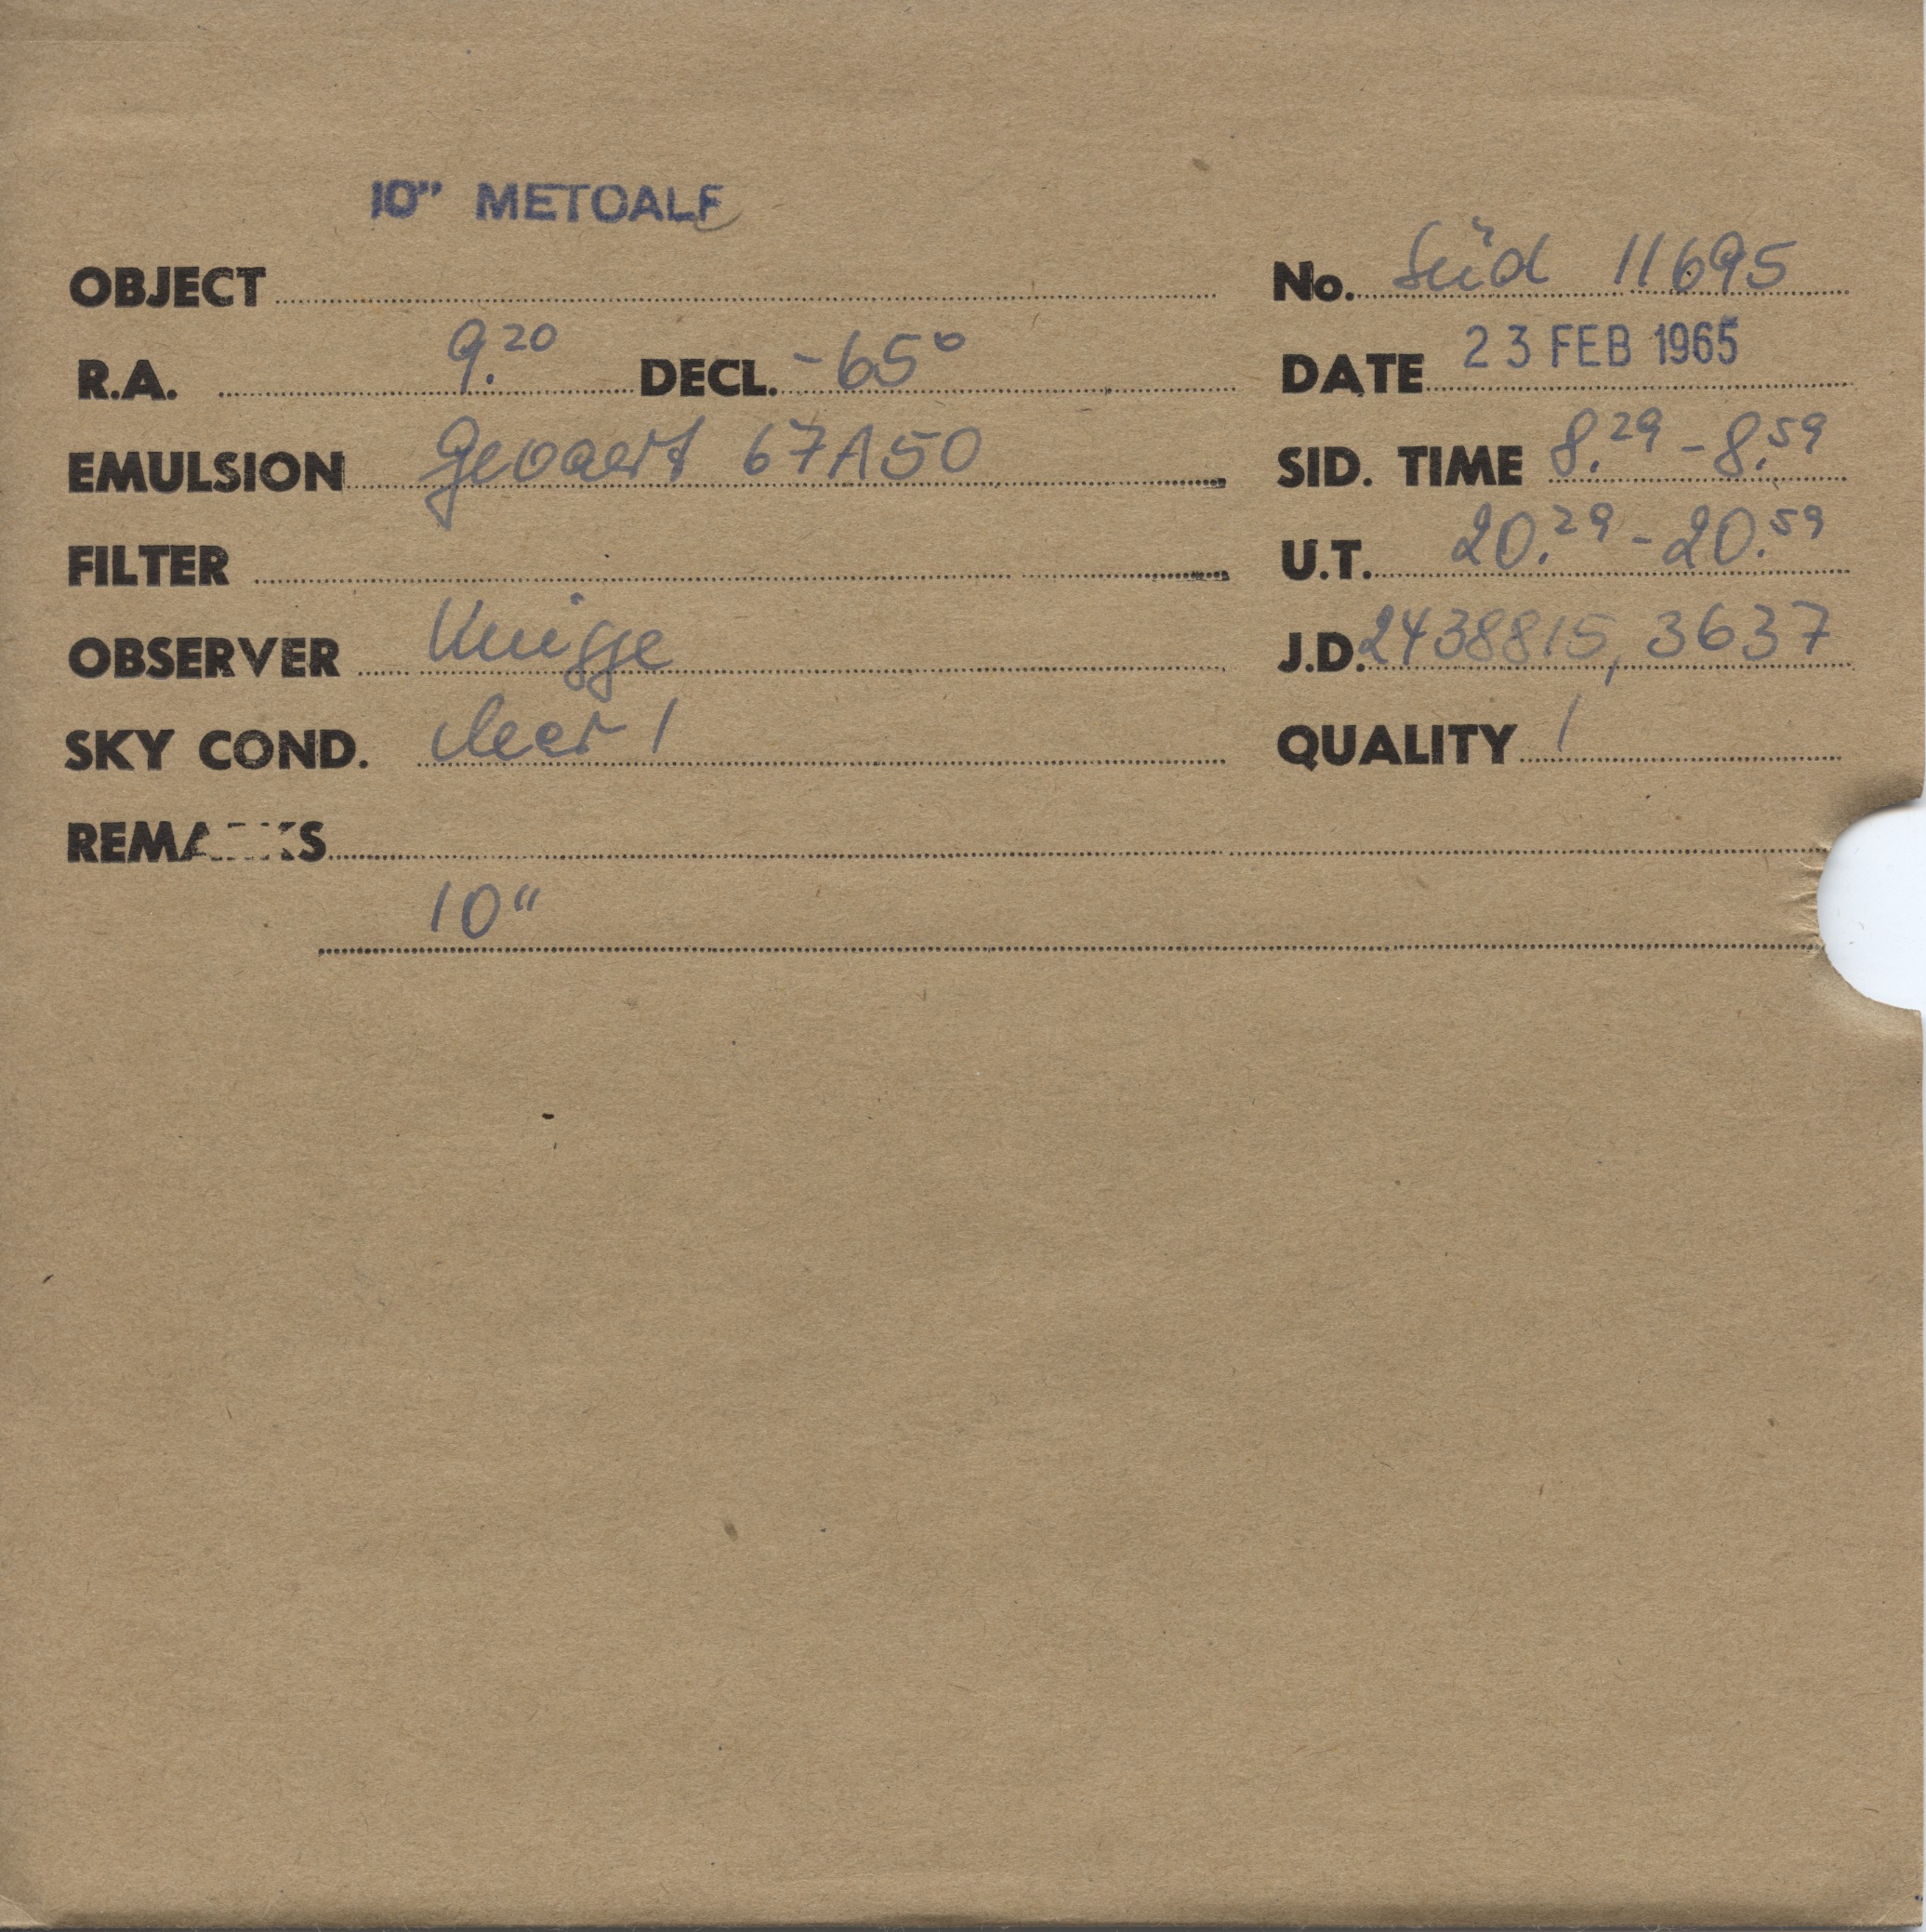 10" METCALF
OBJECT No. Süd 11695
R.A. 9.20 DECL. -65° DATE 23 FEB 1965
EMULSION Gevaert 67A50 SID. TIME 8.29 - 8.59
FILTER U.T. 20.29 - 20.59
OBSERVER Knigge J.D. 2438815,3637
SKY COND. cleer 1 QUALITY 1
REMARKS
10"